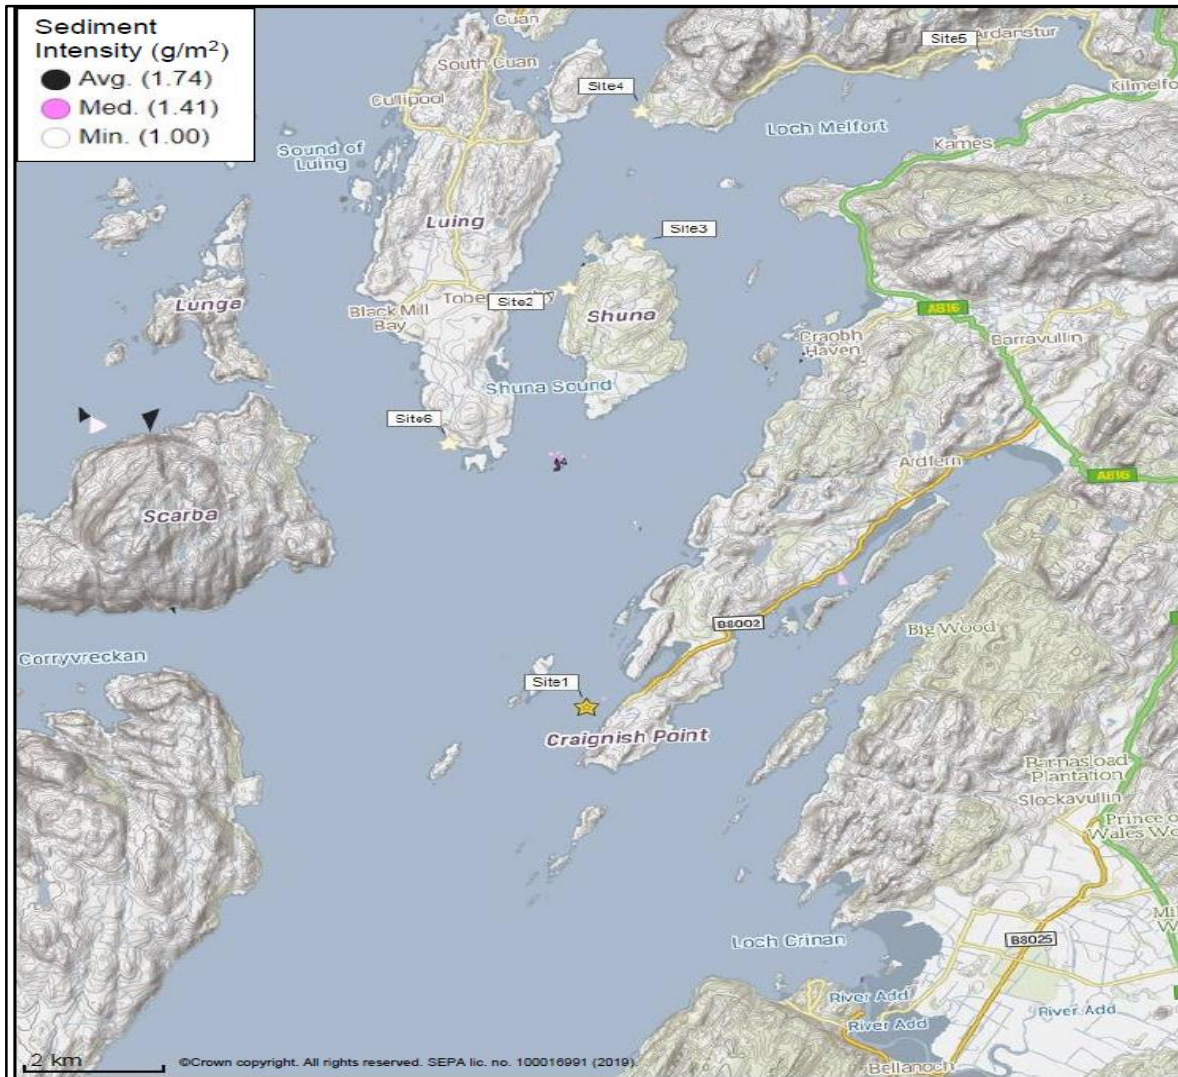 Sediment
Intensity (g/m²)
Avg. (1.74)
Med. (1.41)
Min. (1.00)
Cuan
South Cuan
Cullipool
Sound of
Luing
Luing
Site5
Ardanstur
Site4
Kilmelfo
Loch Melfort
Kames
Site3
Lunga
Black Mill
Bay
Site2
Shuna
A816
Craobh
Haven
Barravullin
Shuna Sound
Site6
Ardfern
A816
Scarba
B8002
Big Wood
Corryvreckan
Site1
Craignish Point
Barnasload
Plantation
Slockavullin
Prince o
Wales Wo
Loch Crinan
B8025
Mil
W
River Add
River Add
River Add
Bellanoch
2 km
©Crown copyright. All rights reserved. SEPA lic. no. 100016991 (2019).